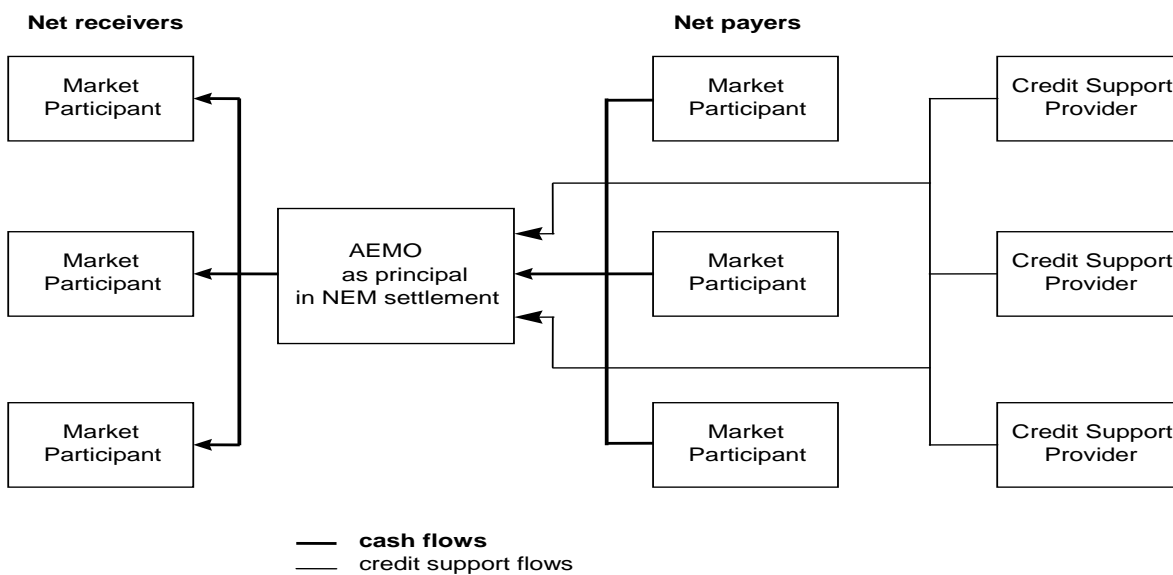 Net receivers
Net payers
Market
Participant
Market
Participant
Credit Support
Provider
AEMO
as principal
in NEM settlement
Market
Participant
Market
Participant
Credit Support
Provider
Market
Participant
Market
Participant
Credit Support
Provider
cash flows
credit support flows